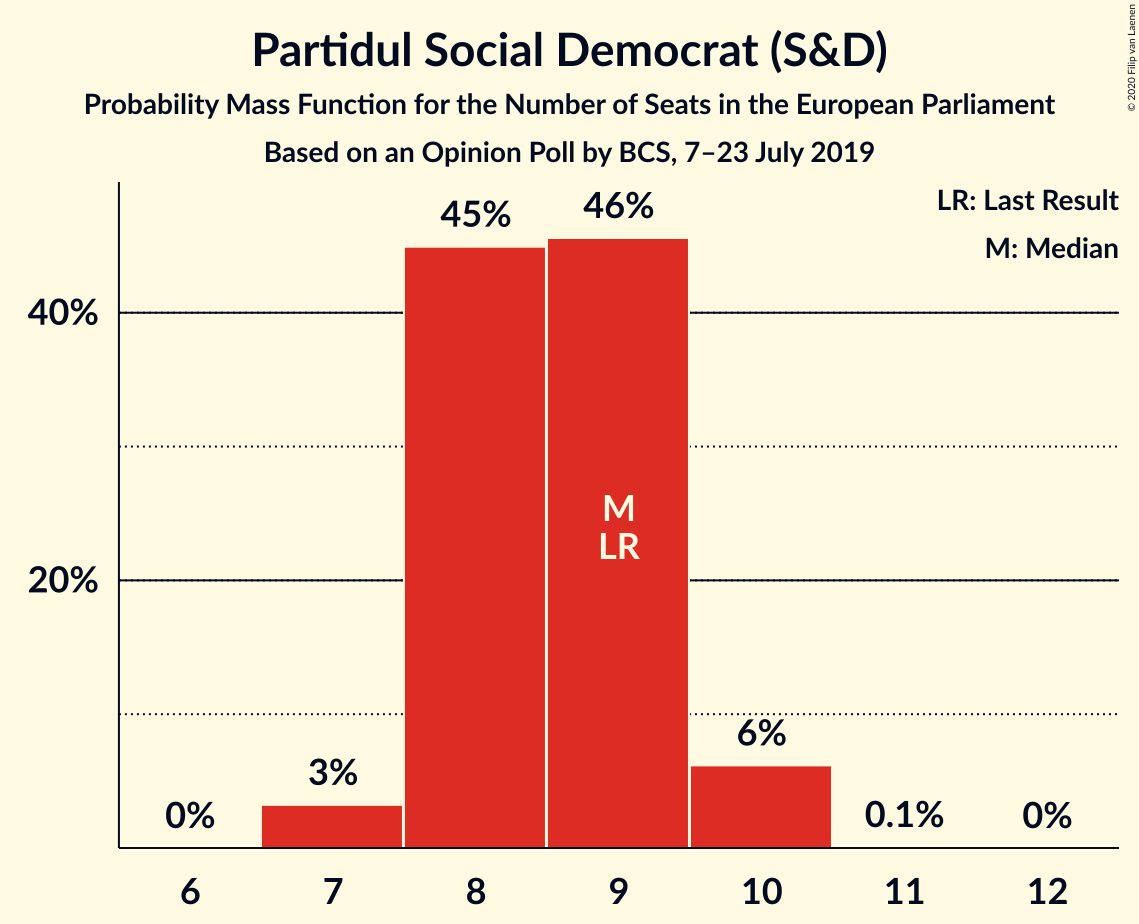 Partidul Social Democrat (S&D)
Probability Mass Function for the Number of Seats in the European Parliament
Based on an Opinion Poll by BCS, 7–23 July 2019
© 2020 Filip van Laenen
LR: Last Result
M: Median
45%
46%
40%
M
LR
20%
6%
3%
0%
0.1%
0%
6
7
8
9
10
11
12